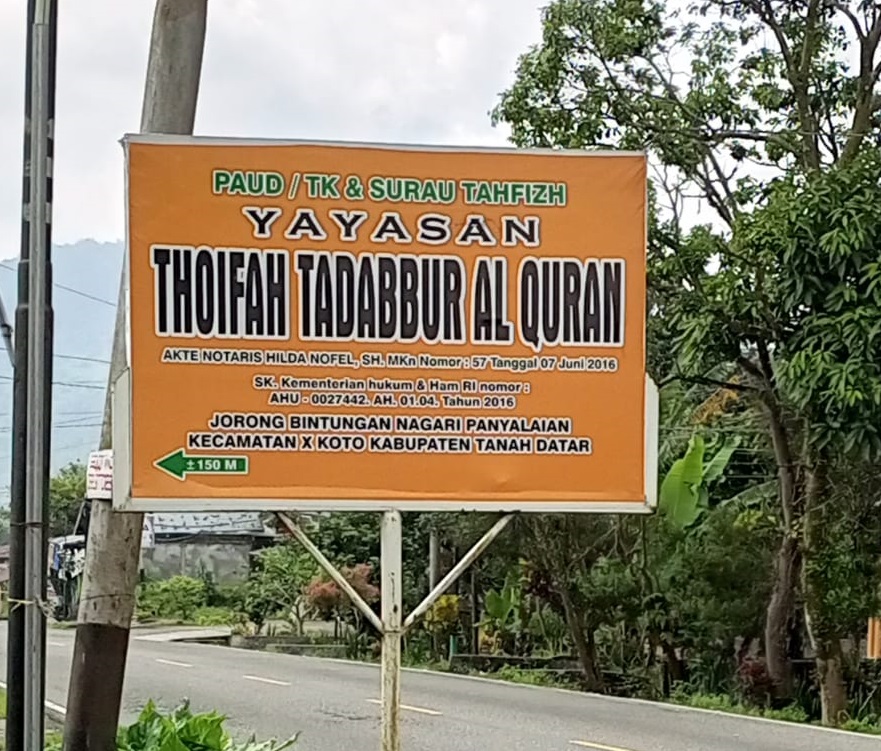 PAUD / TK & SURAU TAHFIZH
YAYASAN
THOIFAH TADABBUR AL QURAN
AKTE NOTARIS HILDA NOFEL, SH. MKn Nomor : 57 Tanggal 07 Juni 2016
SK. Kementerian hukum & Ham RI nomor :
AHU - 0027442. AH. 01.04. Tahun 2016
JORONG BINTUNGAN NAGARI PANYALAIAN
KECAMATAN X KOTO KABUPATEN TANAH DATAR
± 150 M